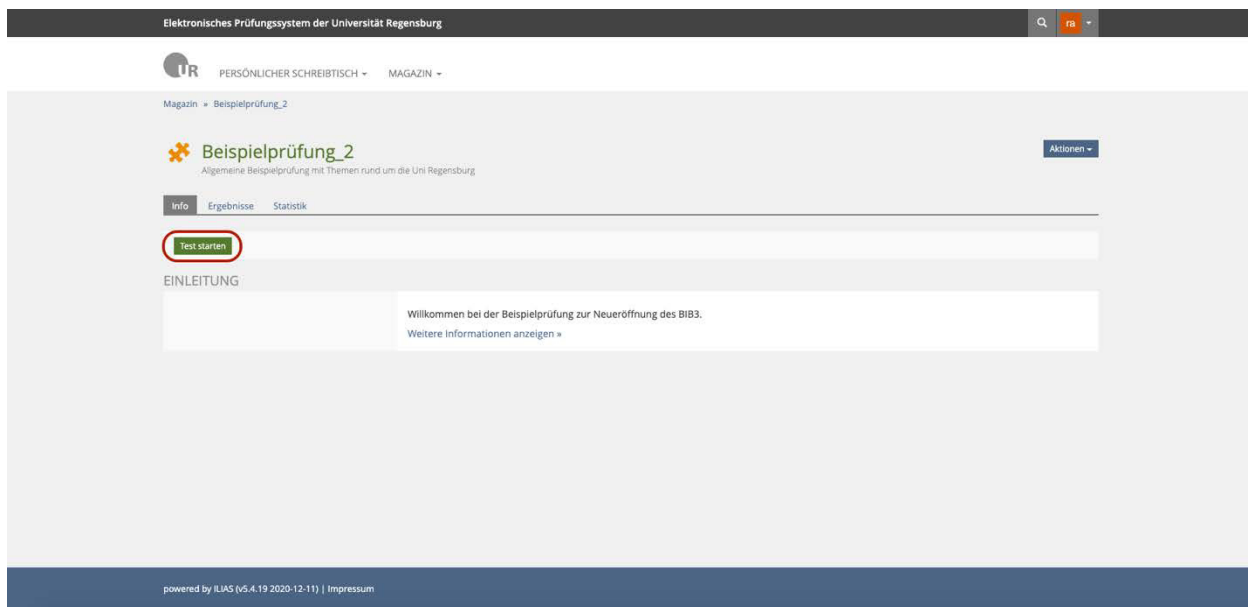 Elektronisches Prüfungssystem der Universität Regensburg
ra
UR
PERSÖNLICHER SCHREIBTISCH
MAGAZIN
Magazin » Beispielprüfung_2
Beispielprüfung_2
Aktionen
Allgemeine Beispielprüfung mit Themen rund um die Uni Regensburg
Info Ergebnisse Statistik
Test starten
EINLEITUNG
Willkommen bei der Beispielprüfung zur Neueröffnung des BIB3.
Weitere Informationen anzeigen »
powered by ILIAS (v5.4.19 2020-12-11) | Impressum